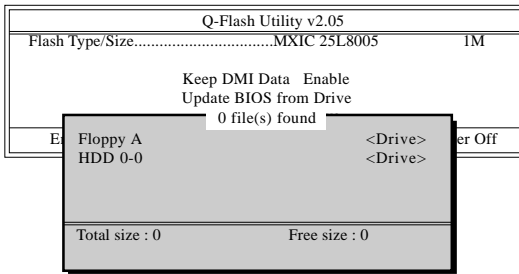 Q-Flash Utility v2.05
Flash Type/Size.................................MXIC 25L8005 1M
Keep DMI Data Enable
Update BIOS from Drive
0 file(s) found
Floppy A <Drive>
HDD 0-0 <Drive>
Total size : 0 Free size : 0
Off